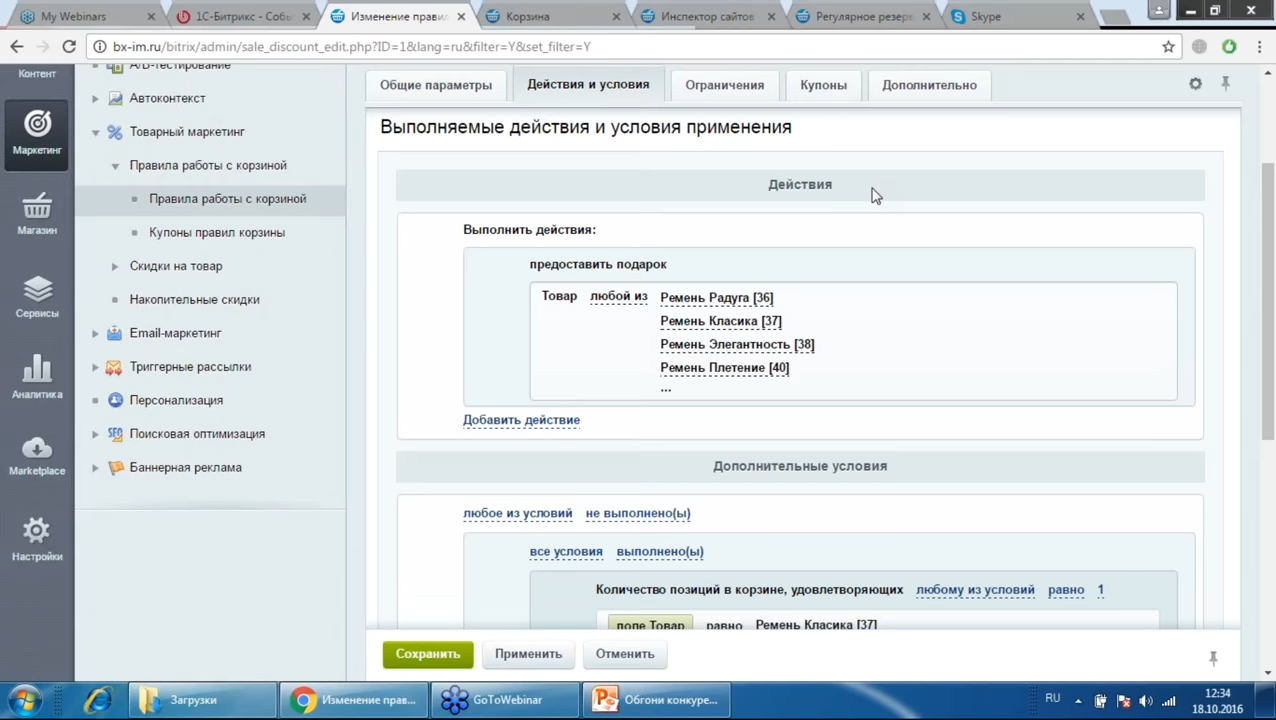 My Webinars
1С-Битрикс - Собы
Изменение правил
Корзина
Инспектор сайтов
Регулярное резерв
Skype
bx-im.ru/bitrix/admin/sale_discount_edit.php?ID=1&lang=ru&filter=Y&set_filter=Y
Контент
Маркетинг
Магазин
Сервисы
Аналитика
Marketplace
Настройки
А/Б-тестирование
Автоконтекст
Товарный маркетинг
Правила работы с корзиной
Правила работы с корзиной
Купоны правил корзины
Скидки на товар
Накопительные скидки
Email-маркетинг
Триггерные рассылки
Персонализация
SEO Поисковая оптимизация
Баннерная реклама
Общие параметры
Действия и условия
Ограничения
Купоны
Дополнительно
Выполняемые действия и условия применения
Действия
Выполнить действия:
предоставить подарок
Товар любой из Ремень Радуга [36]
Ремень Класика [37]
Ремень Элегантность [38]
Ремень Плетение [40]
...
Добавить действие
Дополнительные условия
любое из условий не выполнено(ы)
все условия выполнено(ы)
Количество позиций в корзине, удовлетворяющих любому из условий равно 1
поле Товар равно Ремень Класика [37]
Сохранить
Применить
Отменить
Загрузки
Изменение прав...
GoToWebinar
Обгони конкуре...
RU
12:34
18.10.2016